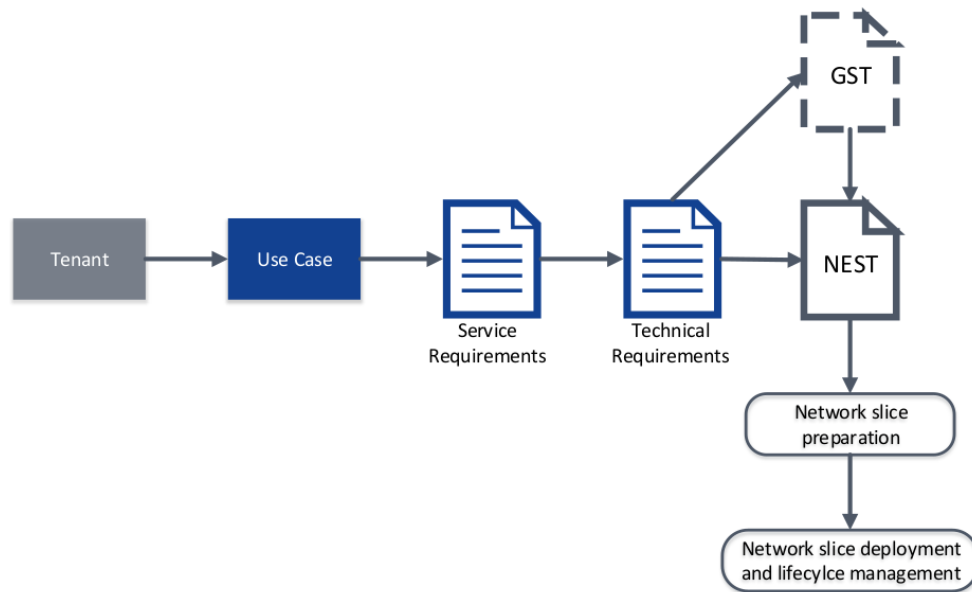 GST
Tenant
Use Case
NEST
Service
Requirements
Technical
Requirements
Network slice
preparation
Network slice deployment
and lifecylce management